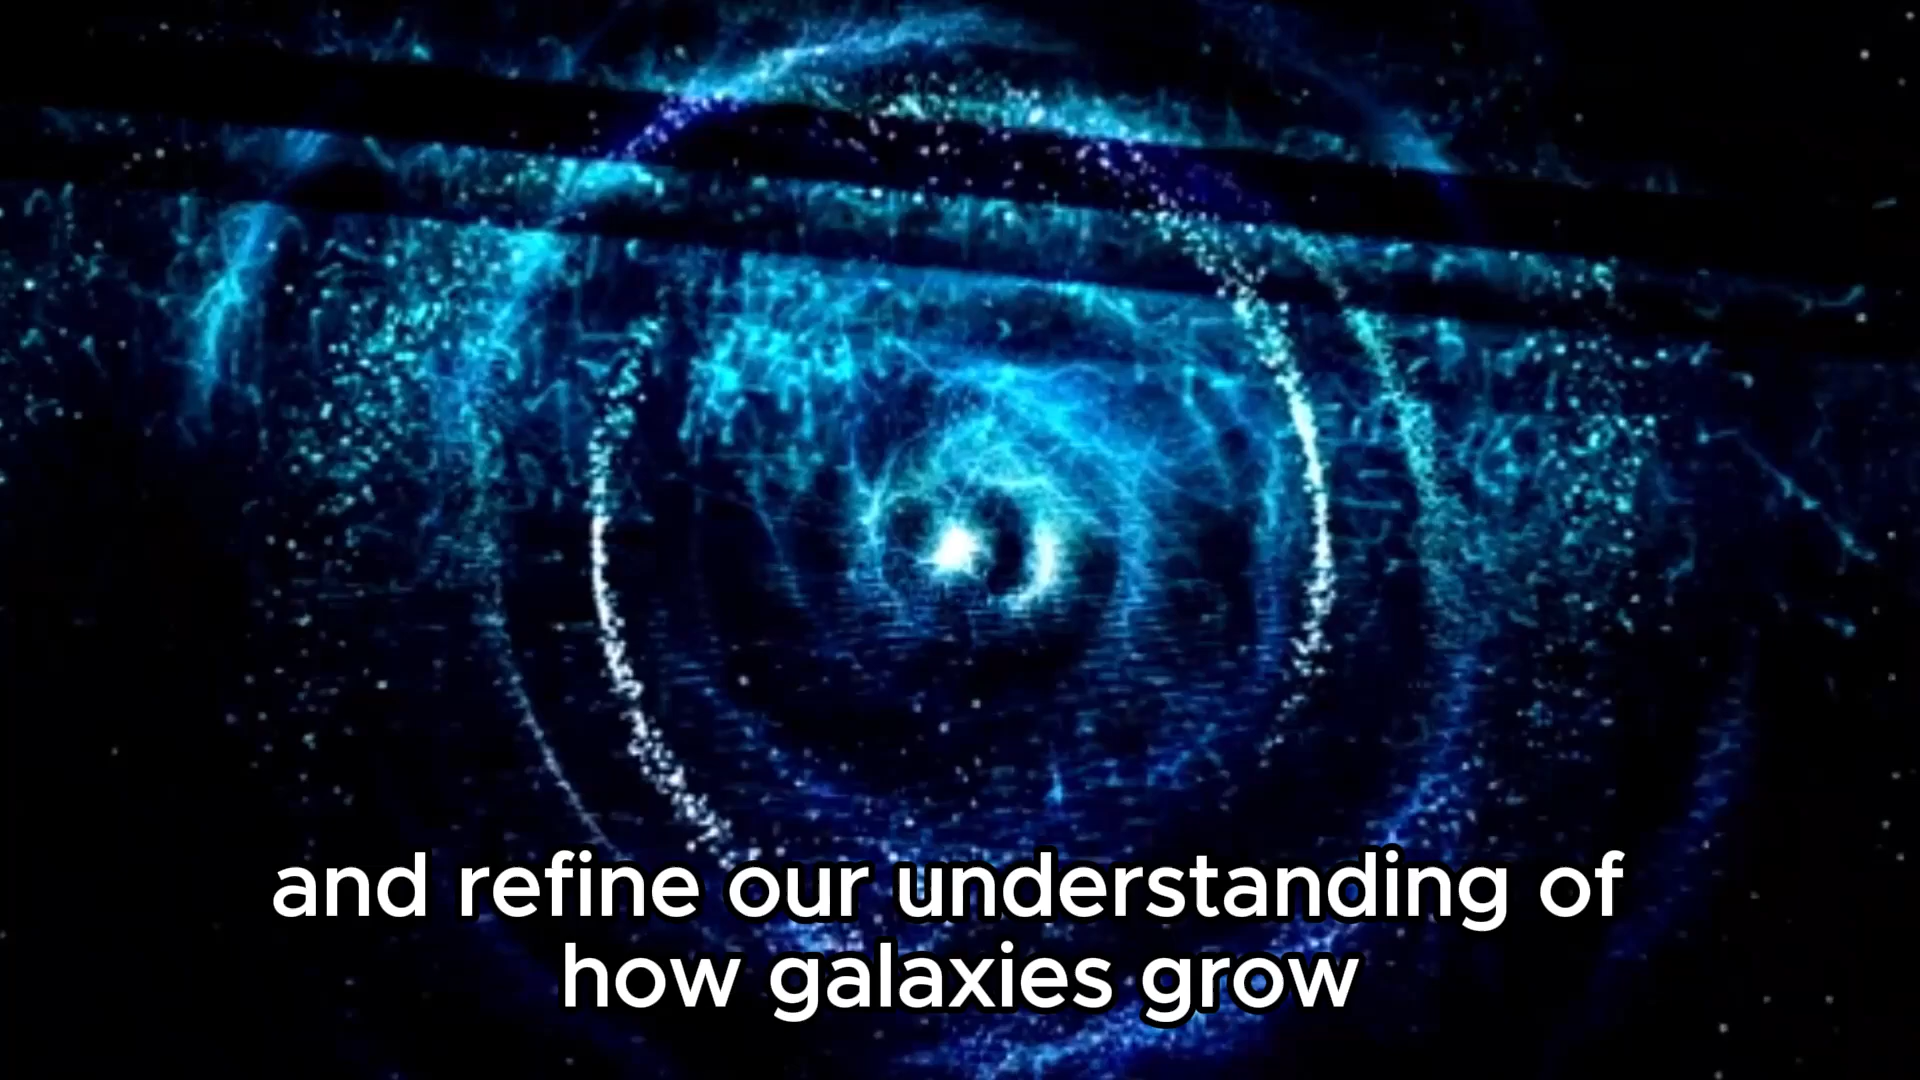 and refine our understanding of
how galaxies grow